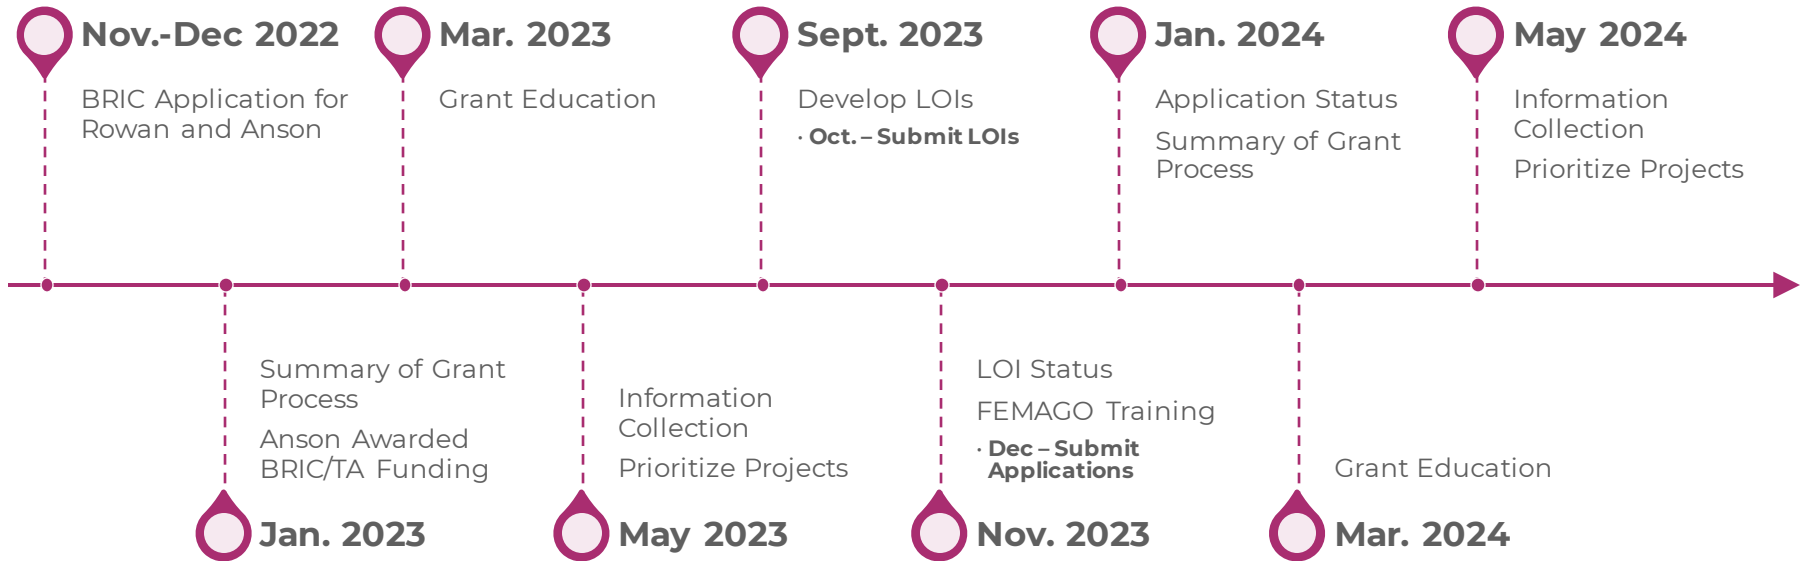 Nov.-Dec 2022
BRIC Application for
Rowan and Anson
Mar. 2023
Grant Education
Sept. 2023
Develop LOIs
· Oct. – Submit LOIs
Jan. 2024
Application Status
Summary of Grant
Process
May 2024
Information
Collection
Prioritize Projects
Summary of Grant
Process
Anson Awarded
BRIC/TA Funding
Jan. 2023
Information
Collection
Prioritize Projects
May 2023
LOI Status
FEMAGO Training
· Dec – Submit
Applications
Nov. 2023
Grant Education
Mar. 2024